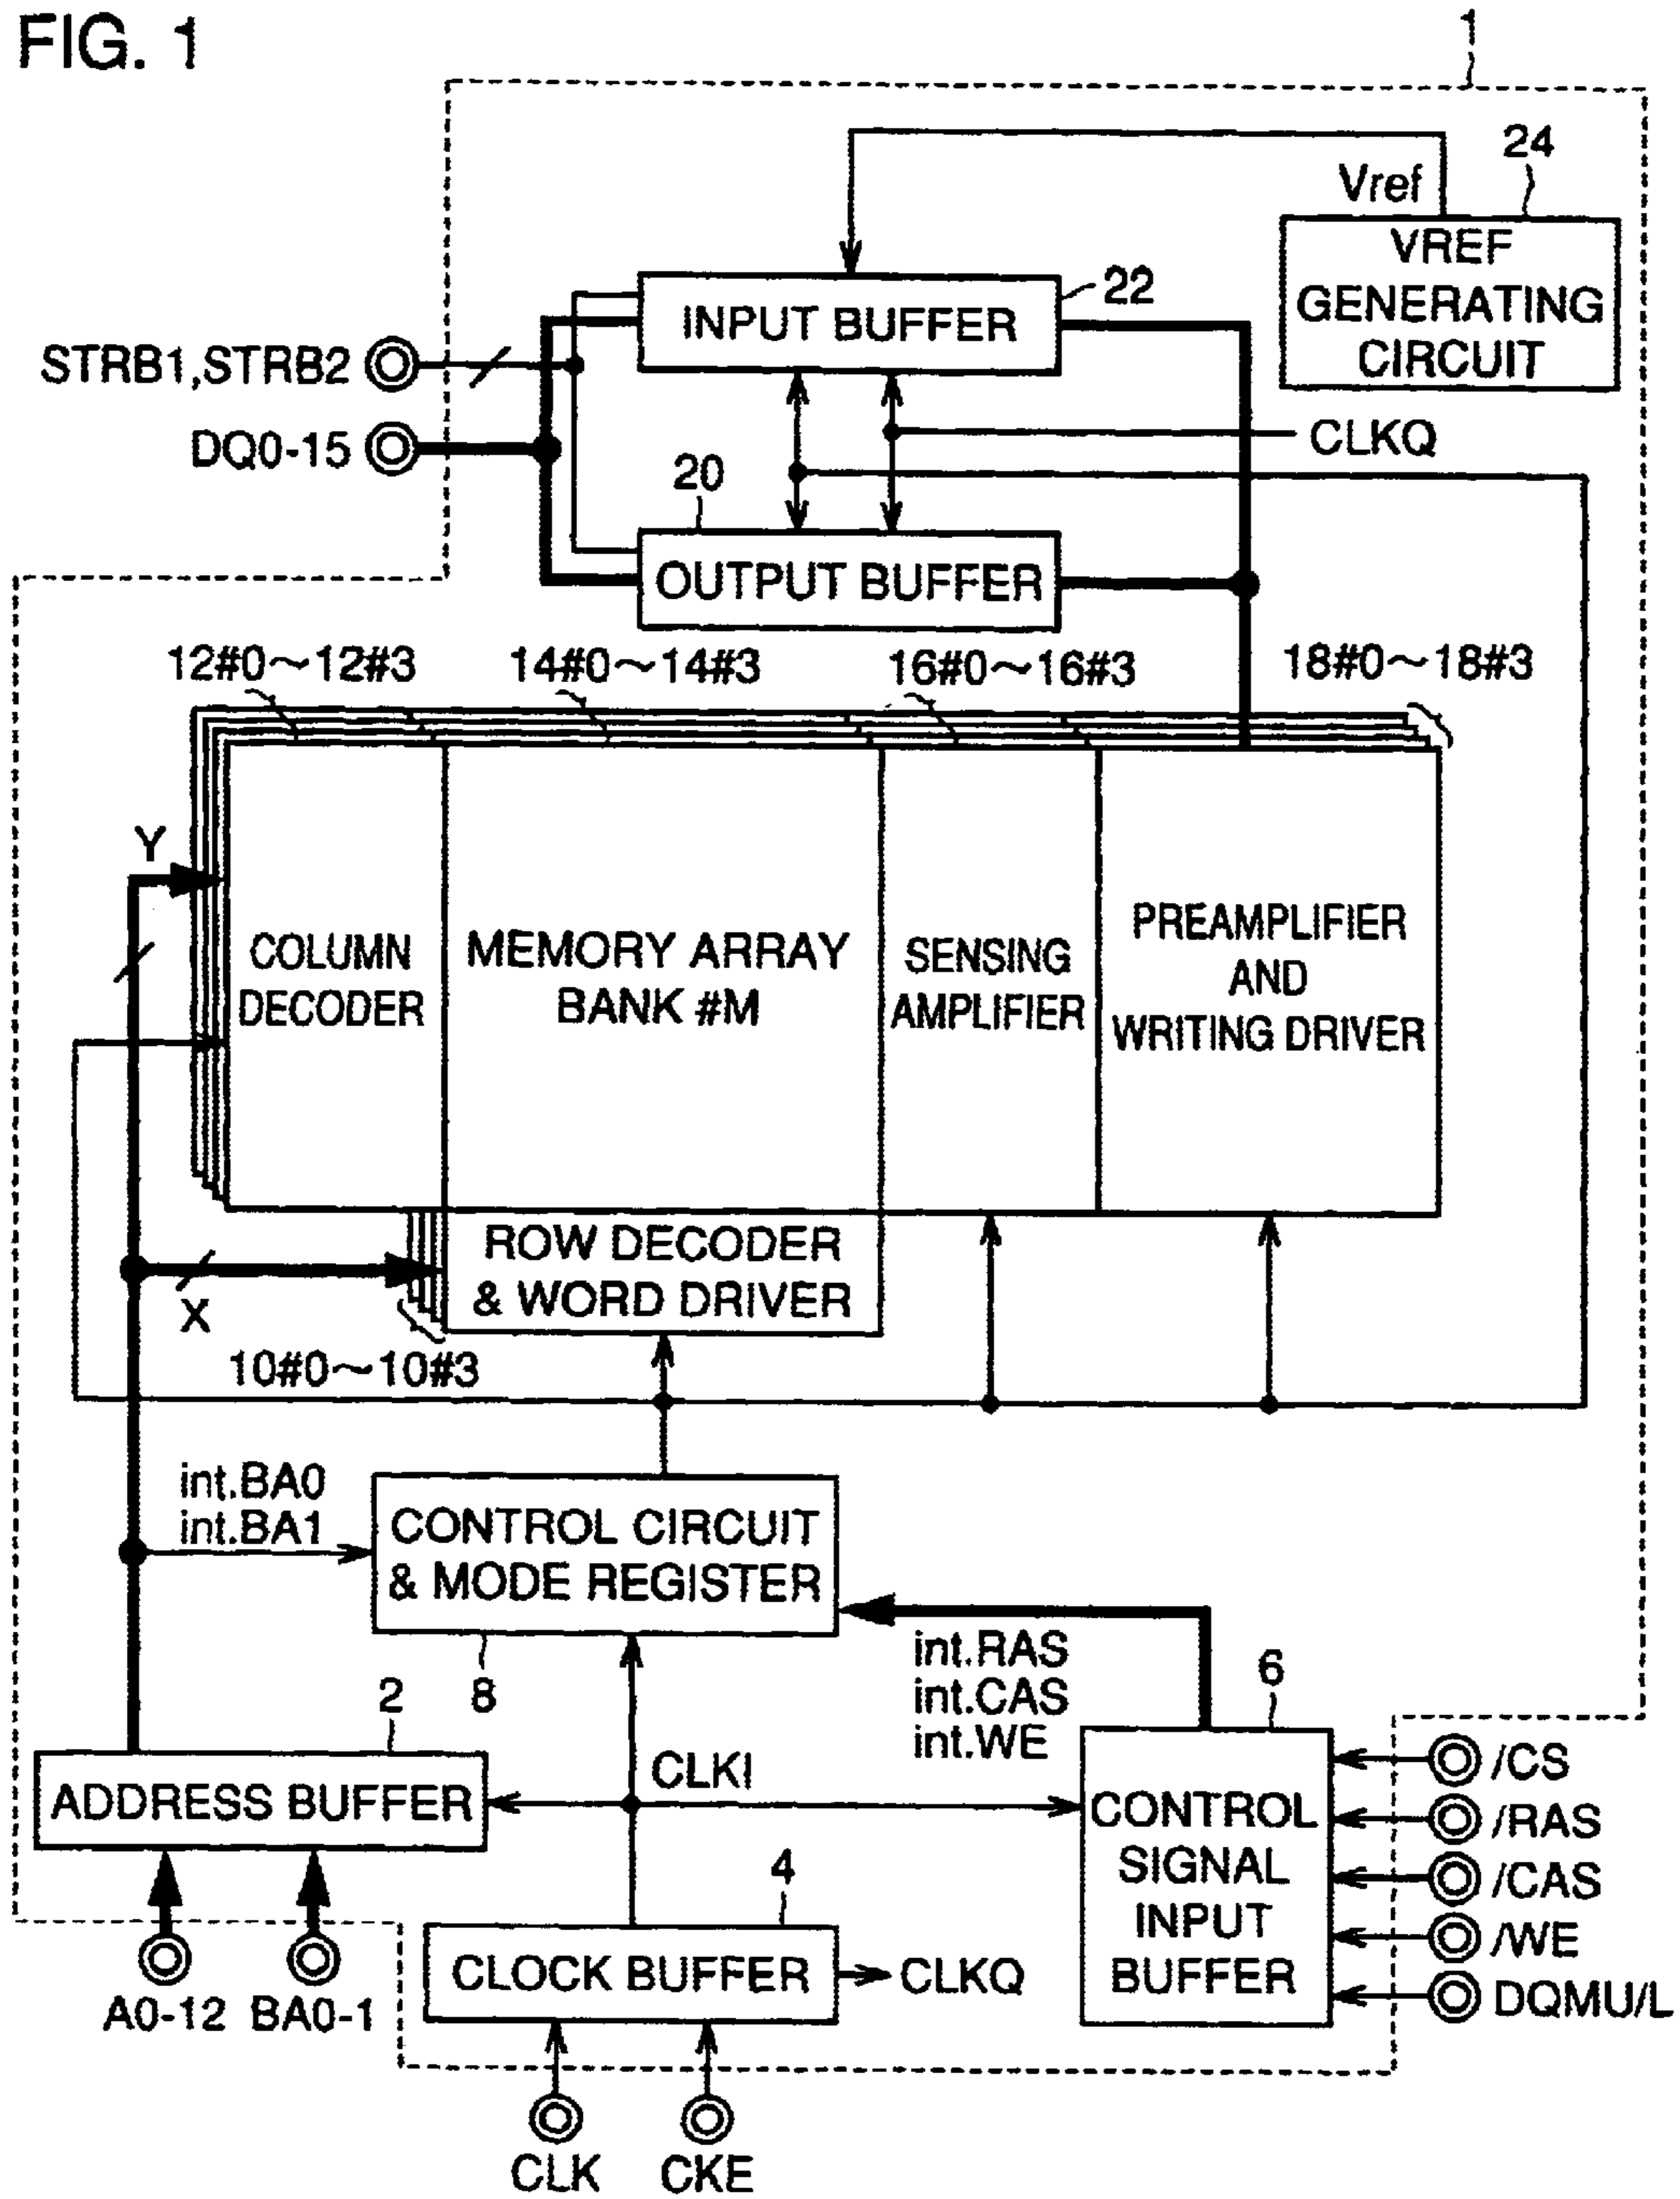 FIG. 1
1
24
Vref
VREF
GENERATING
CIRCUIT
22
INPUT BUFFER
STRB1,STRB2
DQ0-15
CLKQ
20
OUTPUT BUFFER
12#0~12#3
14#0~14#3
16#0~16#3
18#0~18#3
Y
COLUMN
DECODER
MEMORY ARRAY
BANK #M
SENSING
AMPLIFIER
PREAMPLIFIER
AND
WRITING DRIVER
ROW DECODER
& WORD DRIVER
X
10#0~10#3
int.BA0
int.BA1
CONTROL CIRCUIT
& MODE REGISTER
8
int.RAS
int.CAS
int.WE
6
2
ADDRESS BUFFER
CLKI
CONTROL
SIGNAL
INPUT
BUFFER
/CS
/RAS
/CAS
/WE
DQMU/L
4
CLOCK BUFFER
CLKQ
A0-12
BA0-1
CLK
CKE